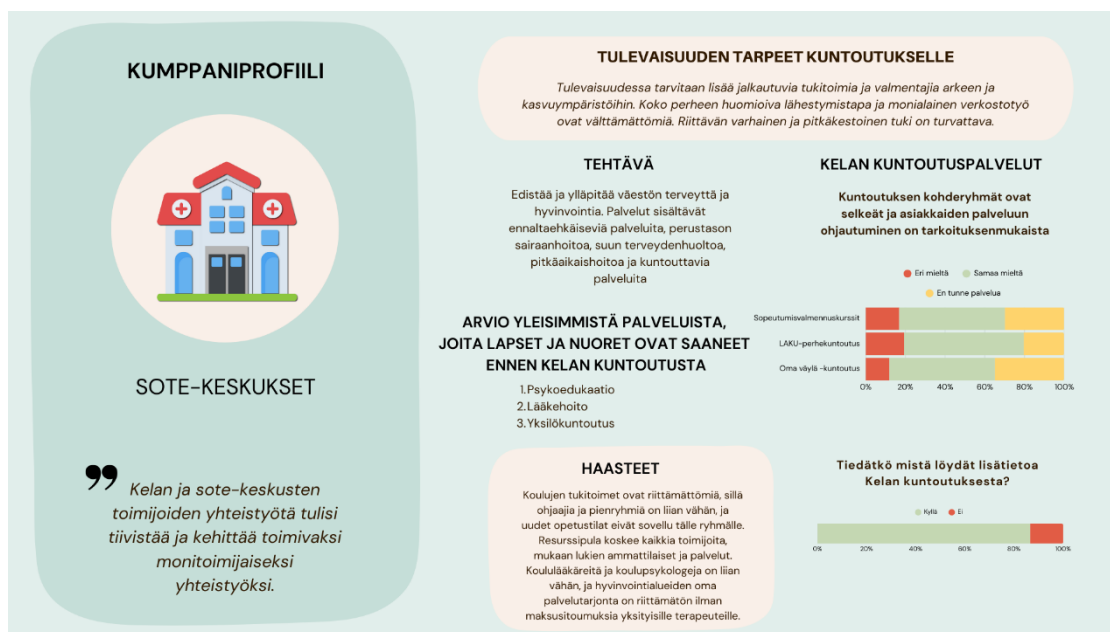 KUMPPANIPROFIILI
SOTE-KESKUKSET
❞ Kelan ja sote-keskusten
toimijoiden yhteistyötä tulisi
tiivistää ja kehittää toimivaksi
monitoimijaiseksi
yhteistyöksi.
TULEVAISUUDEN TARPEET KUNTOUTUKSELLE
Tulevaisuudessa tarvitaan lisää jalkautuvia tukitoimia ja valmentajia arkeen ja
kasvuympäristöihin. Koko perheen huomioiva lähestymistapa ja monialainen verkostotyö
ovat välttämättömiä. Riittävän varhainen ja pitkäkestoinen tuki on turvattava.
TEHTÄVÄ
Edistää ja ylläpitää väestön terveyttä ja
hyvinvointia. Palvelut sisältävät
ennaltaehkäiseviä palveluita, perustason
sairaanhoitoa, suun terveydenhuoltoa,
pitkäaikaishoitoa ja kuntouttavia
palveluita
ARVIO YLEISIMMISTÄ PALVELUISTA,
JOITA LAPSET JA NUORET OVAT SAANEET
ENNEN KELAN KUNTOUTUSTA
1.Psykoedukaatio
2.Lääkehoito
3.Yksilökuntoutus
HAASTEET
Koulujen tukitoimet ovat riittämättömiä, sillä
ohjaajia ja pienryhmiä on liian vähän, ja
uudet opetustilat eivät sovellu tälle ryhmälle.
Resurssipula koskee kaikkia toimijoita,
mukaan lukien ammattilaiset ja palvelut.
Koululääkäreitä ja koulupsykologeja on liian
vähän, ja hyvinvointialueiden oma
palvelutarjonta on riittämätön ilman
maksusitoumuksia yksityisille terapeuteille.
KELAN KUNTOUTUSPALVELUT
Kuntoutuksen kohderyhmät ovat
selkeät ja asiakkaiden palveluun
ohjautuminen on tarkoituksenmukaista
Eri mieltä Samaa mieltä
En tunne palvelua
Sopeutumisvalmennuskurssit
LAKU-perhekuntoutus
Oma väylä -kuntoutus
0% 20% 40% 60% 80% 100%
Tiedätkö mistä löydät lisätietoa
Kelan kuntoutuksesta?
Kyllä Ei
0% 20% 40% 60% 80% 100%